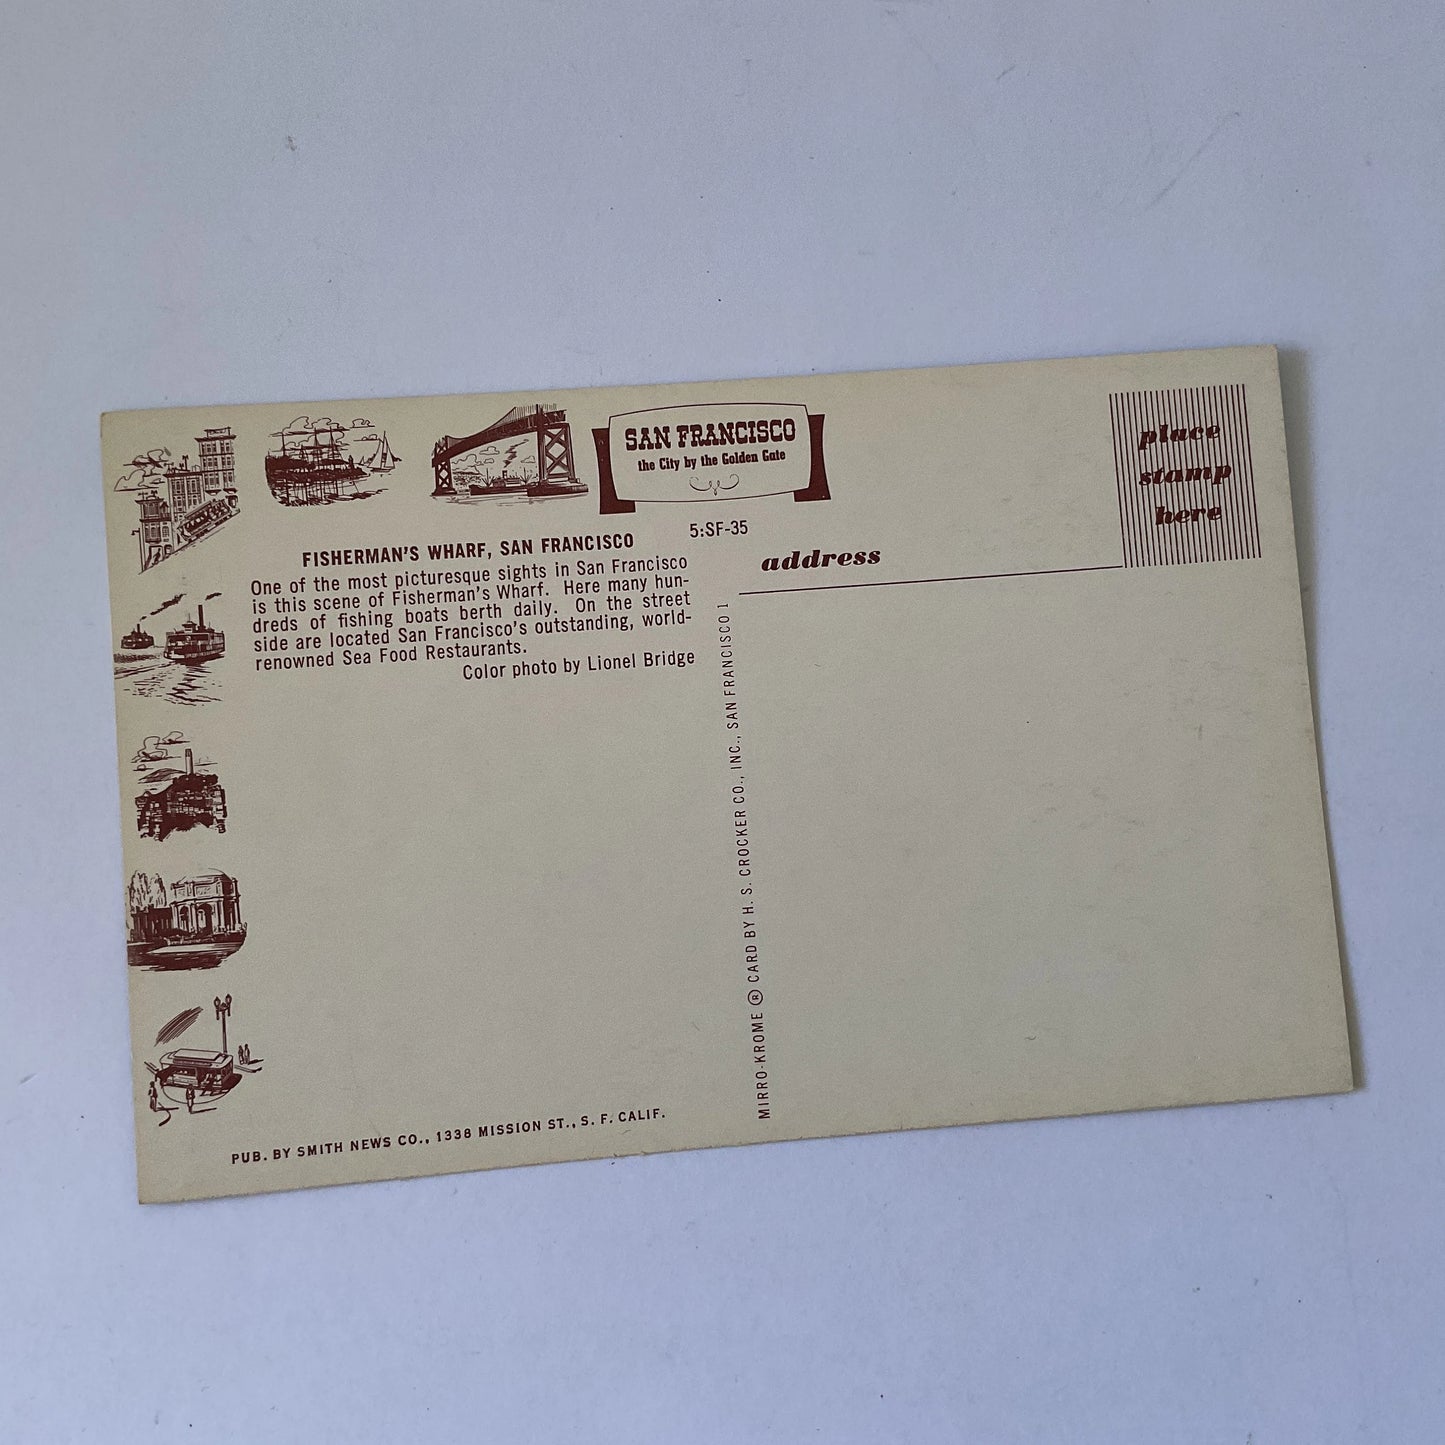 SAN FRANCISCO
the City by the Golden Gate
place
stamp
here
5:SF-35
FISHERMAN'S WHARF, SAN FRANCISCO
One of the most picturesque sights in San Francisco
is this scene of Fisherman's Wharf. Here many hun-
dreds of fishing boats berth daily. On the street
side are located San Francisco's outstanding, world-
renowned Sea Food Restaurants.
Color photo by Lionel Bridge
address
MIRRO-KROME ® CARD BY H. S. CROCKER CO., INC., SAN FRANCISCO 1
PUB. BY SMITH NEWS CO., 1338 MISSION ST., S. F. CALIF.